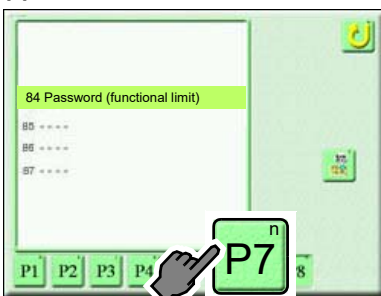 84 Password (functional limit)
85 ----
86 ----
87 ----
n
P1 P2 P3 P4 P7 8